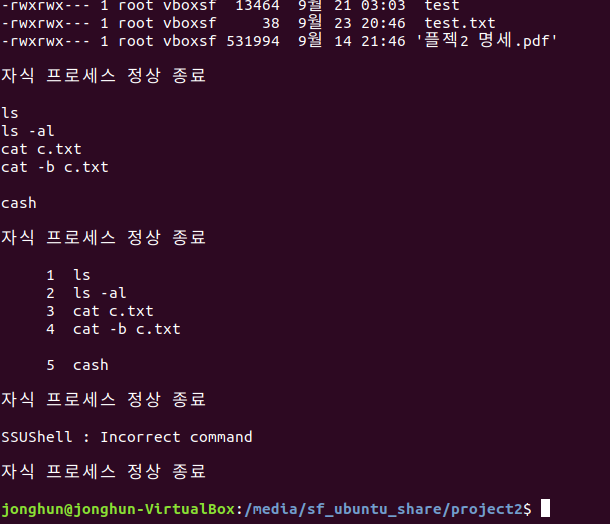 -rwxrwx--- 1 root vboxsf  13464  9월 21 03:03  test
-rwxrwx--- 1 root vboxsf     38  9월 23 20:46  test.txt
-rwxrwx--- 1 root vboxsf 531994  9월 14 21:46 '플젝2 명세.pdf'
자식 프로세스 정상 종료
ls
ls -al
cat c.txt
cat -b c.txt
cash
자식 프로세스 정상 종료
     1  ls
     2  ls -al
     3  cat c.txt
     4  cat -b c.txt
     5  cash
자식 프로세스 정상 종료
SSUShell : Incorrect command
자식 프로세스 정상 종료
jonghun@jonghun-VirtualBox:/media/sf_ubuntu_share/project2$